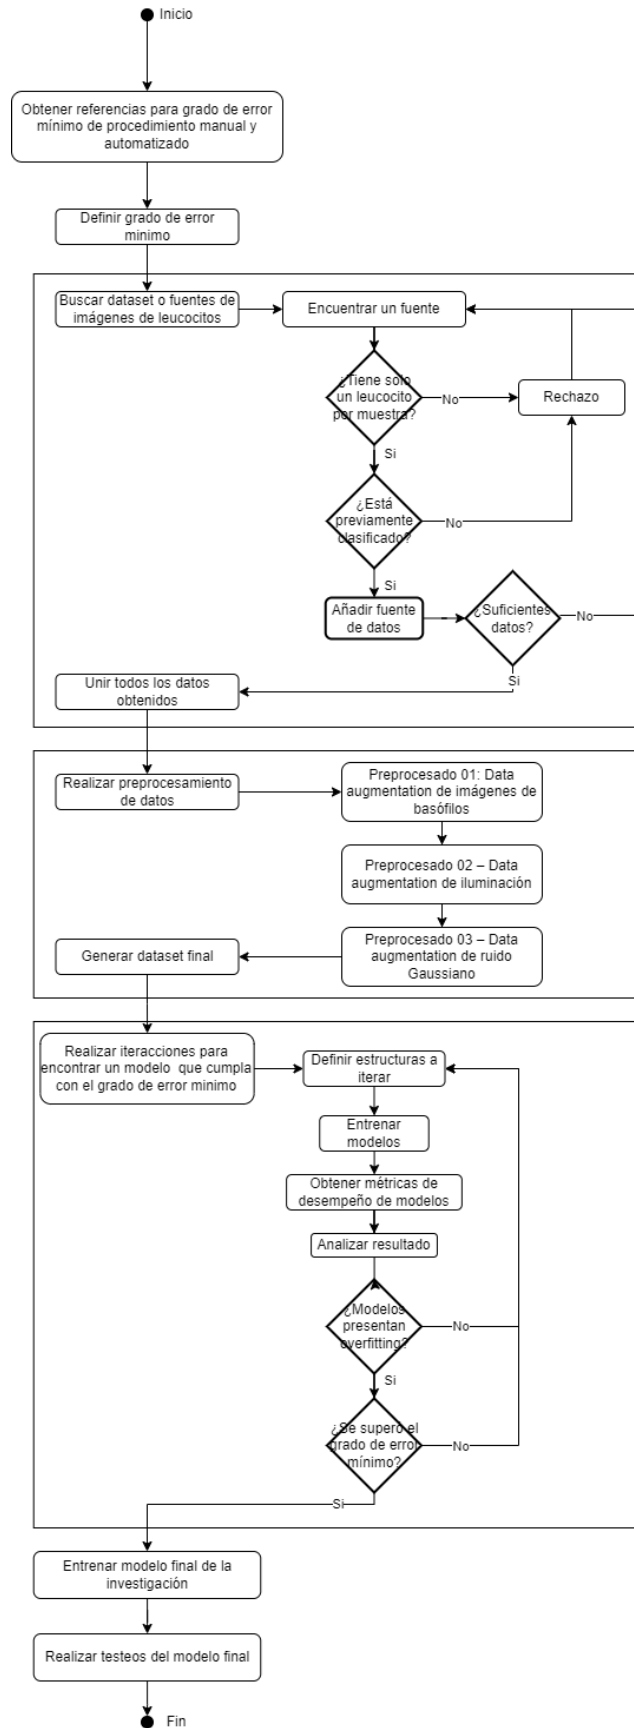 Inicio
Obtener referencias para grado de error
mínimo de procedimiento manual y
automatizado
Definir grado de error
minimo
Buscar dataset o fuentes de
imágenes de leucocitos
Encuentrar un fuente
¿Tiene solo
un leucocito
por muestra?
No
Rechazo
Si
¿Está
previamente
clasificado?
No
Si
Añadir fuente
de datos
¿Suficientes
datos?
No
Si
Unir todos los datos
obtenidos
Realizar preprocesamiento
de datos
Preprocesado 01: Data
augmentation de imágenes de
basófilos
Preprocesado 02 – Data
augmentation de iluminación
Preprocesado 03 – Data
augmentation de ruido
Gaussiano
Generar dataset final
Realizar iteracciones para
encontrar un modelo que cumpla
con el grado de error minimo
Definir estructuras a
iterar
Entrenar
modelos
Obtener métricas de
desempeño de modelos
Analizar resultado
¿Modelos
presentan
overfitting?
No
Si
¿Se superó el
grado de error
mínimo?
No
Si
Entrenar modelo final de la
investigación
Realizar testeos del modelo final
Fin